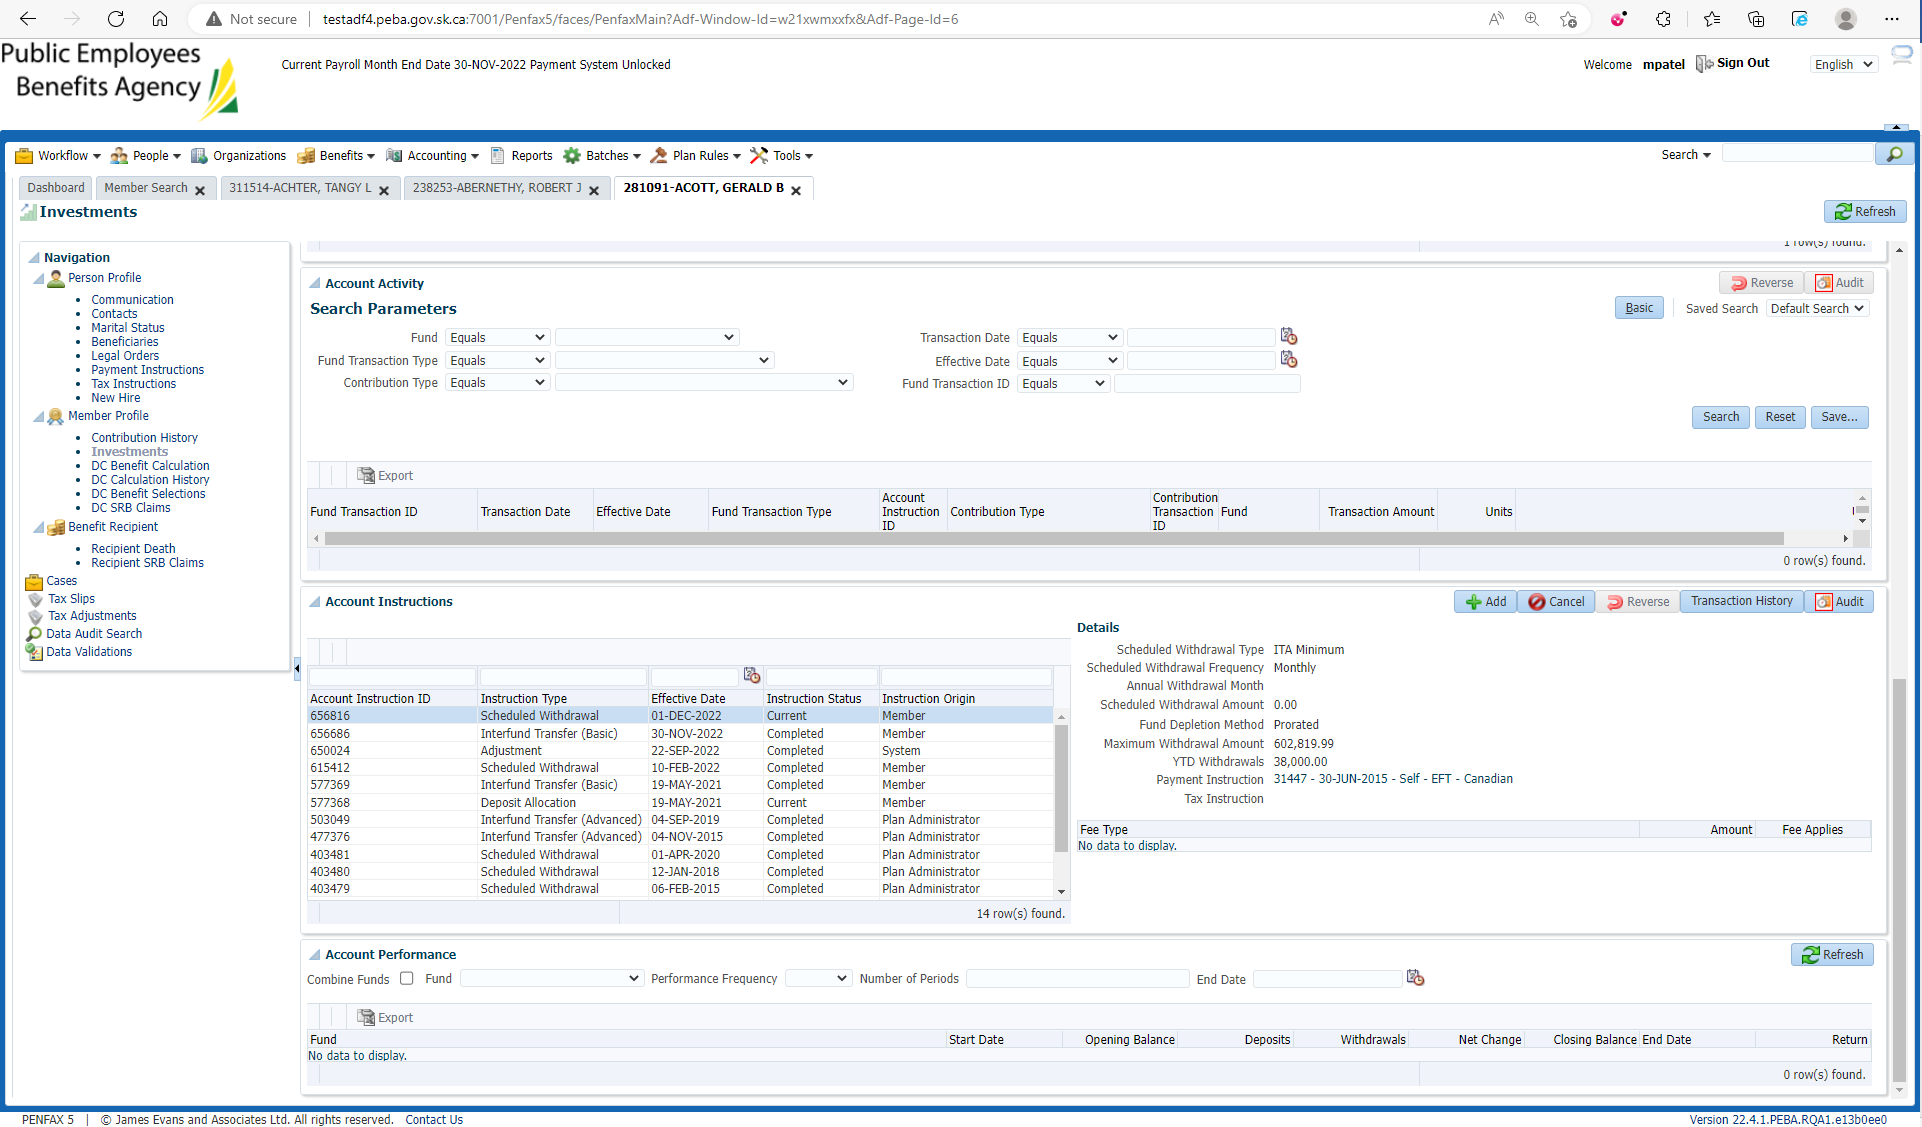 Not secure | testadf4.peba.gov.sk.ca:7001/Penfax5/faces/PenfaxMain?Adf-Window-Id=w21xwmxxfx&Adf-Page-Id=6
Public Employees
Benefits Agency
Current Payroll Month End Date 30-NOV-2022 Payment System Unlocked
Welcome mpatel Sign Out English
Workflow People Organizations Benefits Accounting Reports Batches Plan Rules Tools Search
Dashboard Member Search 311514-ACHTER, TANGY L 238253-ABERNETHY, ROBERT J 281091-ACOTT, GERALD B
Investments Refresh
Navigation
Person Profile
Communication
Contacts
Marital Status
Beneficiaries
Legal Orders
Payment Instructions
Tax Instructions
New Hire
Member Profile
Contribution History
Investments
DC Benefit Calculation
DC Calculation History
DC Benefit Selections
DC SRB Claims
Benefit Recipient
Recipient Death
Recipient SRB Claims
Cases
Tax Slips
Tax Adjustments
Data Audit Search
Data Validations
1 row(s) found.
Account Activity Reverse Audit
Search Parameters Basic Saved Search Default Search
Fund Equals Transaction Date Equals
Fund Transaction Type Equals Effective Date Equals
Contribution Type Equals Fund Transaction ID Equals
Search Reset Save...
Export
Fund Transaction ID Transaction Date Effective Date Fund Transaction Type Account Instruction ID Contribution Type Contribution Transaction ID Fund Transaction Amount Units
0 row(s) found.
Account Instructions Add Cancel Reverse Transaction History Audit
Account Instruction ID Instruction Type Effective Date Instruction Status Instruction Origin
656816 Scheduled Withdrawal 01-DEC-2022 Current Member
656686 Interfund Transfer (Basic) 30-NOV-2022 Completed Member
650024 Adjustment 22-SEP-2022 Completed System
615412 Scheduled Withdrawal 10-FEB-2022 Completed Member
577369 Interfund Transfer (Basic) 19-MAY-2021 Completed Member
577368 Deposit Allocation 19-MAY-2021 Current Member
503049 Interfund Transfer (Advanced) 04-SEP-2019 Completed Plan Administrator
477376 Interfund Transfer (Advanced) 04-NOV-2015 Completed Plan Administrator
403481 Scheduled Withdrawal 01-APR-2020 Completed Plan Administrator
403480 Scheduled Withdrawal 12-JAN-2018 Completed Plan Administrator
403479 Scheduled Withdrawal 06-FEB-2015 Completed Plan Administrator
14 row(s) found.
Details
Scheduled Withdrawal Type ITA Minimum
Scheduled Withdrawal Frequency Monthly
Annual Withdrawal Month
Scheduled Withdrawal Amount 0.00
Fund Depletion Method Prorated
Maximum Withdrawal Amount 602,819.99
YTD Withdrawals 38,000.00
Payment Instruction 31447 - 30-JUN-2015 - Self - EFT - Canadian
Tax Instruction
Fee Type Amount Fee Applies
No data to display.
Account Performance Refresh
Combine Funds Fund Performance Frequency Number of Periods End Date
Export
Fund Start Date Opening Balance Deposits Withdrawals Net Change Closing Balance End Date Return
No data to display.
0 row(s) found.
PENFAX 5 | © James Evans and Associates Ltd. All rights reserved. Contact Us Version 22.4.1.PEBA.RQA1.e13b0ee0